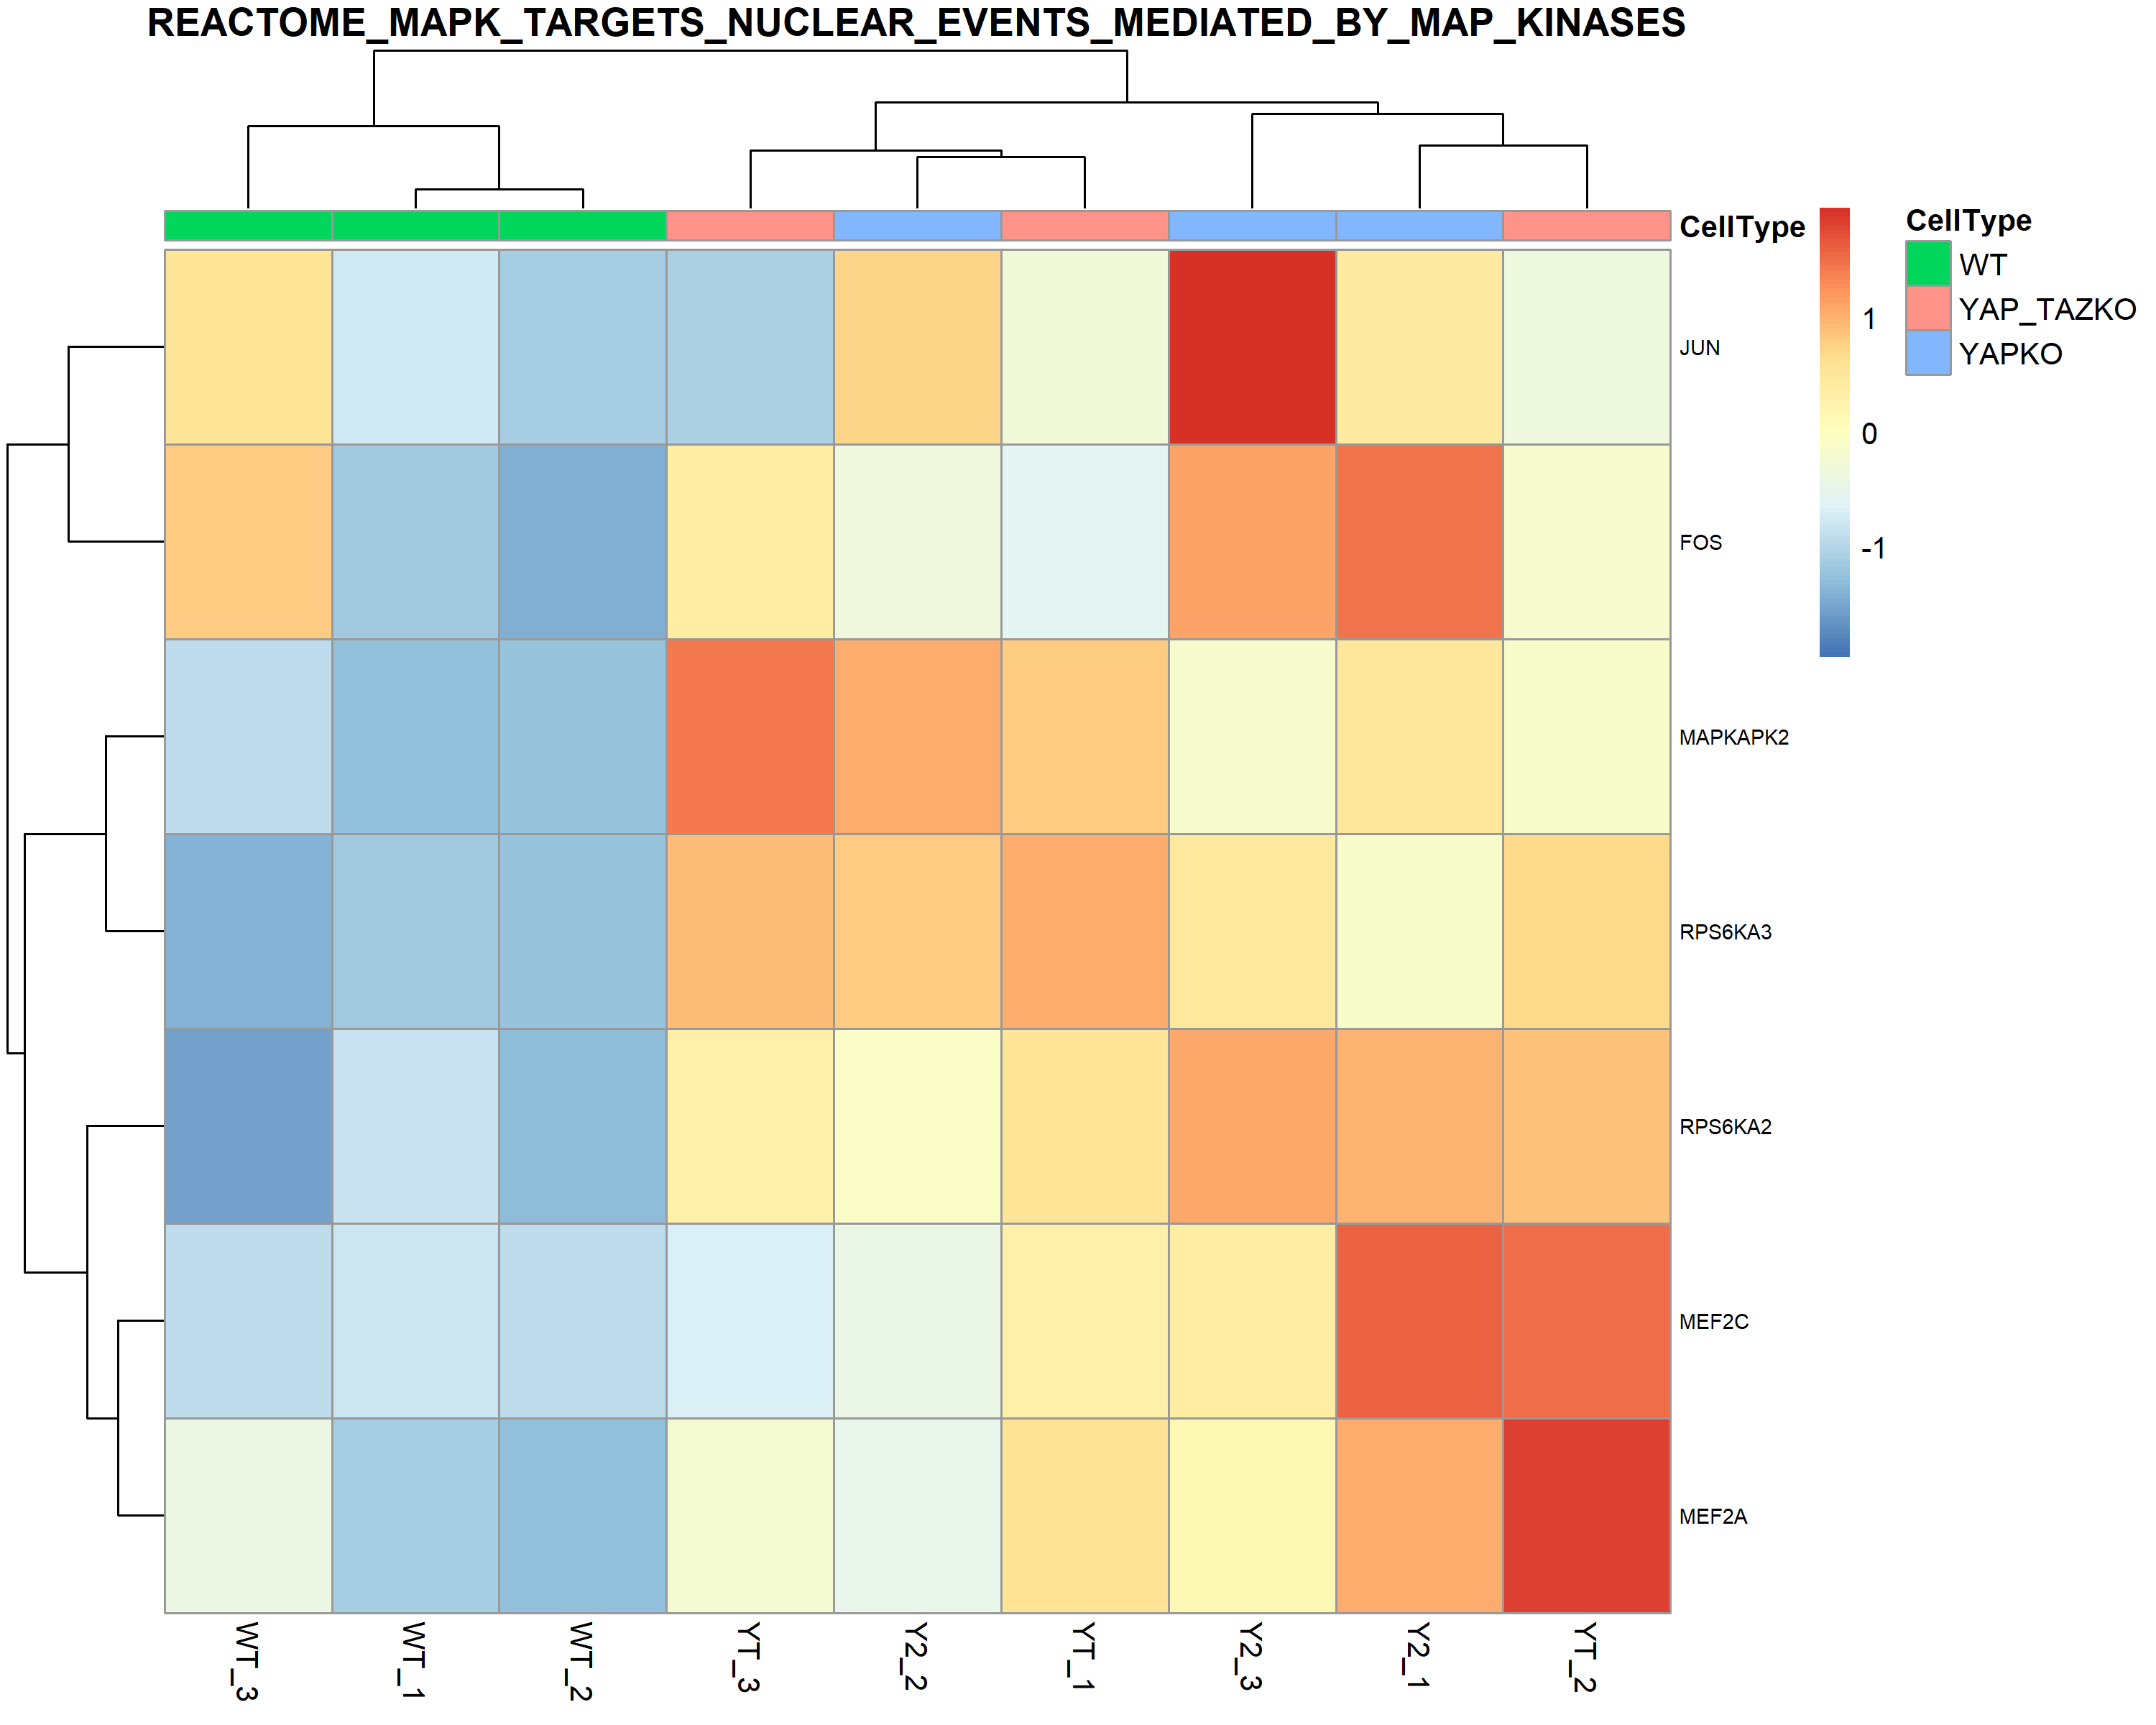 REACTOME_MAPK_TARGETS_NUCLEAR_EVENTS_MEDIATED_BY_MAP_KINASES
CellType
CellType
WT
YAP_TAZKO
YAPKO
1
0
-1
JUN
FOS
MAPKAPK2
RPS6KA3
RPS6KA2
MEF2C
MEF2A
WT_3
WT_1
WT_2
YT_3
Y2_2
YT_1
Y2_3
Y2_1
YT_2